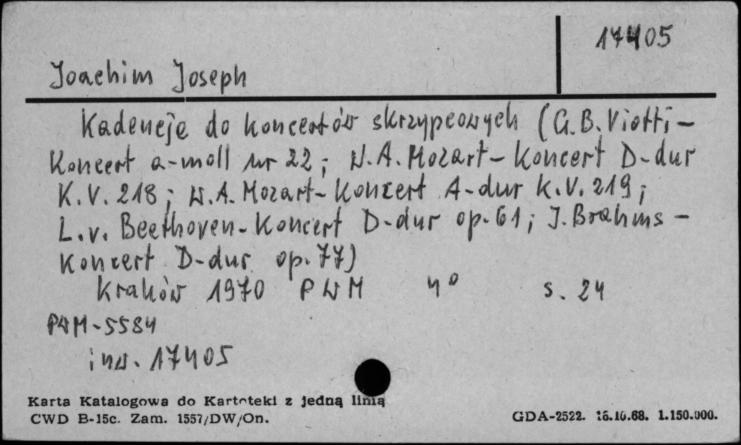 17405
Joachim Joseph
Kadencje do koncertów skrzypcowych (G.B. Viotti -
Koncert a-moll nr 22; W.A. Mozart - Koncert D-dur
K.V. 218; W.A. Mozart - Koncert A-dur K.V. 219;
L.v. Beethoven - Koncert D-dur op. 61; J. Brahms -
Koncert D-dur op. 77)
Kraków 1970 PWM 4° s. 24
PWM-5584
inw. 17405
Karta Katalogowa do Kartoteki z jedną linią
CWD B-15c. Zam. 1557/DW/On. GDA-2522. 16.10.68. 1.150.000.